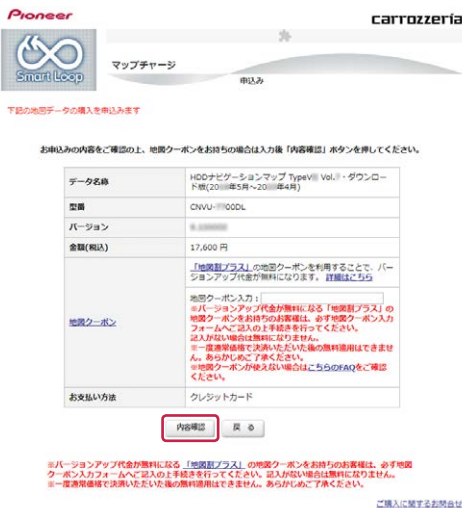 Pioneer
carrozzeria
Smart Loop
マップチャージ
申込み
下記の地図データの購入を申込みます
お申込みの内容をご確認の上、地図クーポンをお持ちの場合は入力後「内容確認」ボタンを押してください。
データ名称
HDDナビゲーションマップ TypeV Vol. ・ダウンロー
ド版(20 年5月～20 年4月)
型番
CNVU- 00DL
バージョン
金額(税込)
17,600 円
「地図割プラス」の地図クーポンを利用することで、バー
ジョンアップ代金が無料になります。 詳細はこちら
地図クーポン入力：
地図クーポン
※バージョンアップ代金が無料になる「地図割プラス」の
地図クーポンをお持ちのお客様は、必ず地図クーポン入力
フォームへご記入の上手続きを行ってください。
記入がない場合は無料になりません。
※一度通常価格で決済いただいた後の無料適用はできませ
ん。あらかじめご了承ください。
※地図クーポンが使えない場合はこちらのFAQをご確認
ください。
お支払い方法
クレジットカード
内容確認
戻 る
※バージョンアップ代金が無料になる 「地図割プラス」 の地図クーポンをお持ちのお客様は、必ず地図
クーポン入力フォームへご記入の上手続きを行ってください。記入がない場合は無料になりません。
※一度通常価格で決済いただいた後の無料適用はできません。あらかじめご了承ください。
ご購入に関するお問合せ